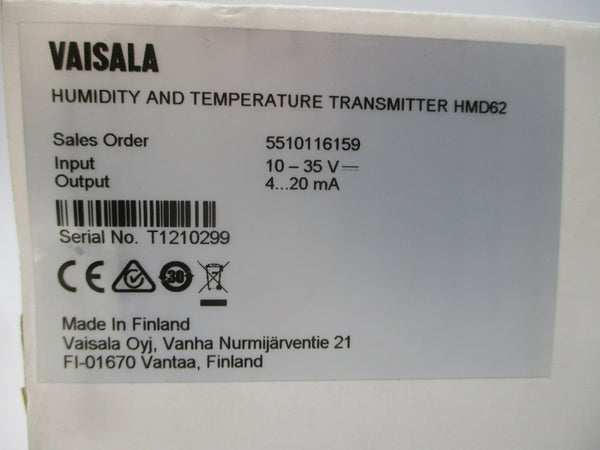 VAISALA
HUMIDITY AND TEMPERATURE TRANSMITTER HMD62
Sales Order 5510116159
Input 10 – 35 V ⎓
Output 4...20 mA
Serial No. T1210299
CE 30
Made In Finland
Vaisala Oyj, Vanha Nurmijärventie 21
FI-01670 Vantaa, Finland